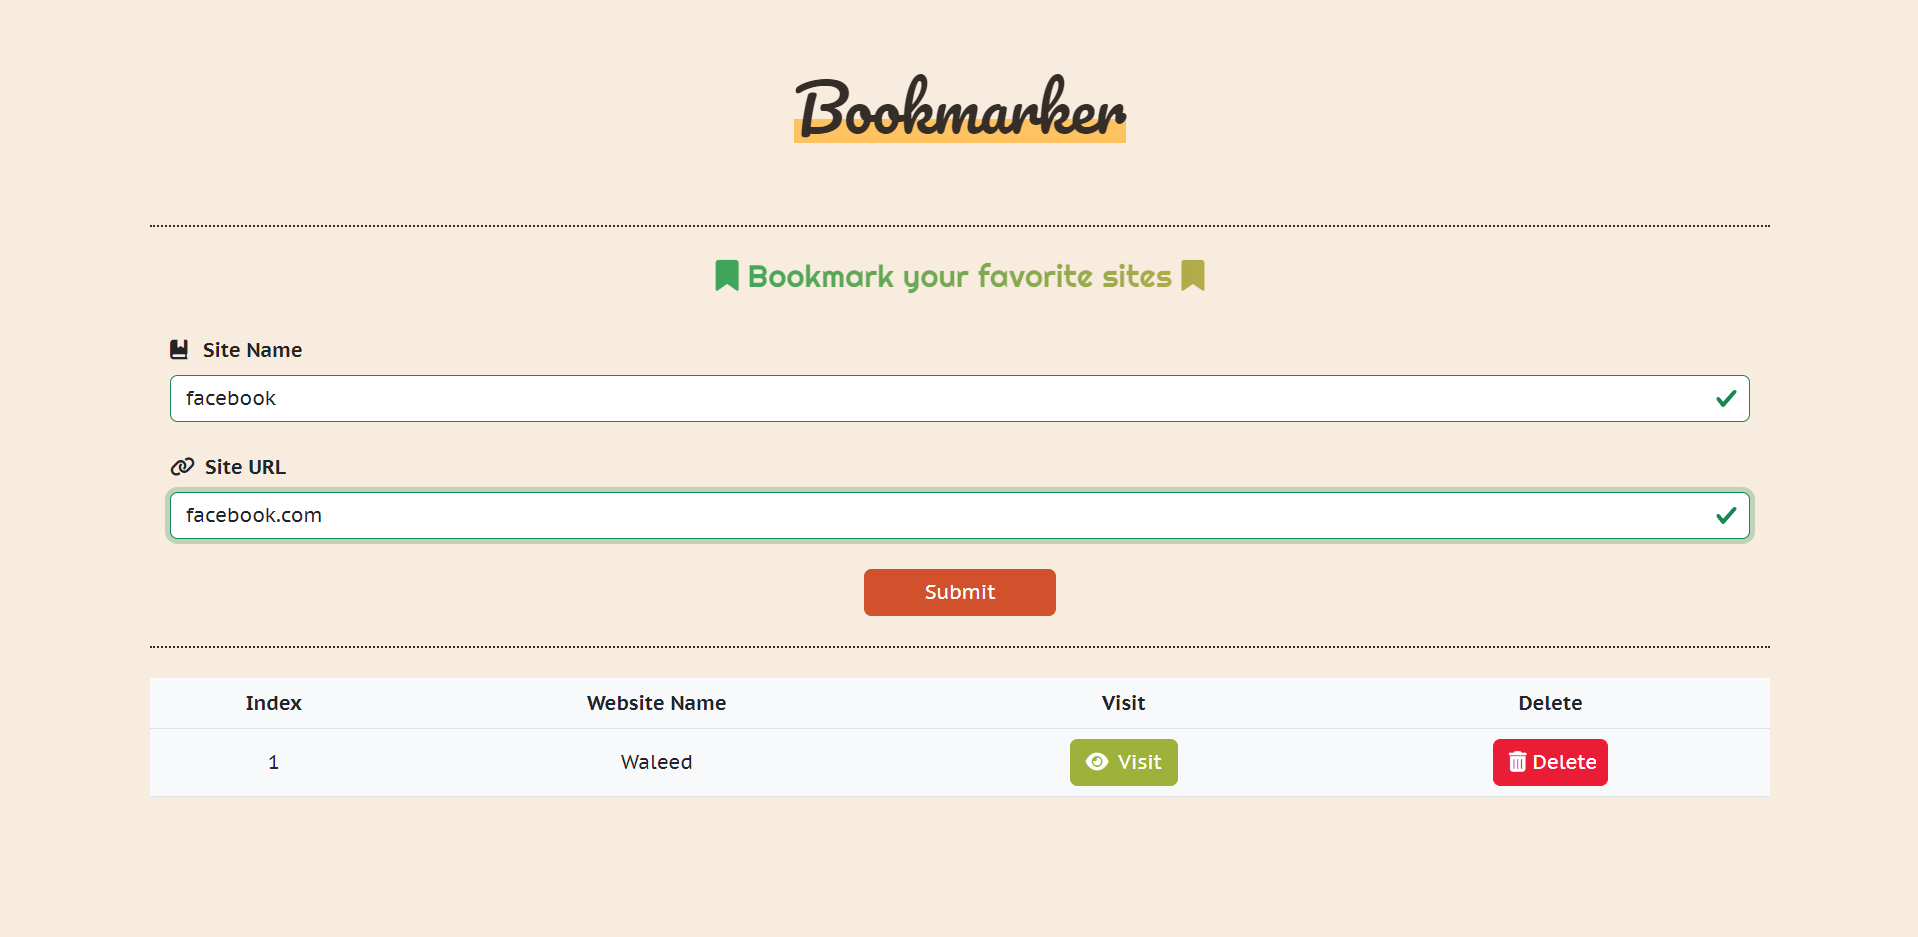 Bookmarker
Bookmark your favorite sites
Site Name
facebook
Site URL
facebook.com
Submit
Index Website Name Visit Delete
1 Waleed Visit Delete